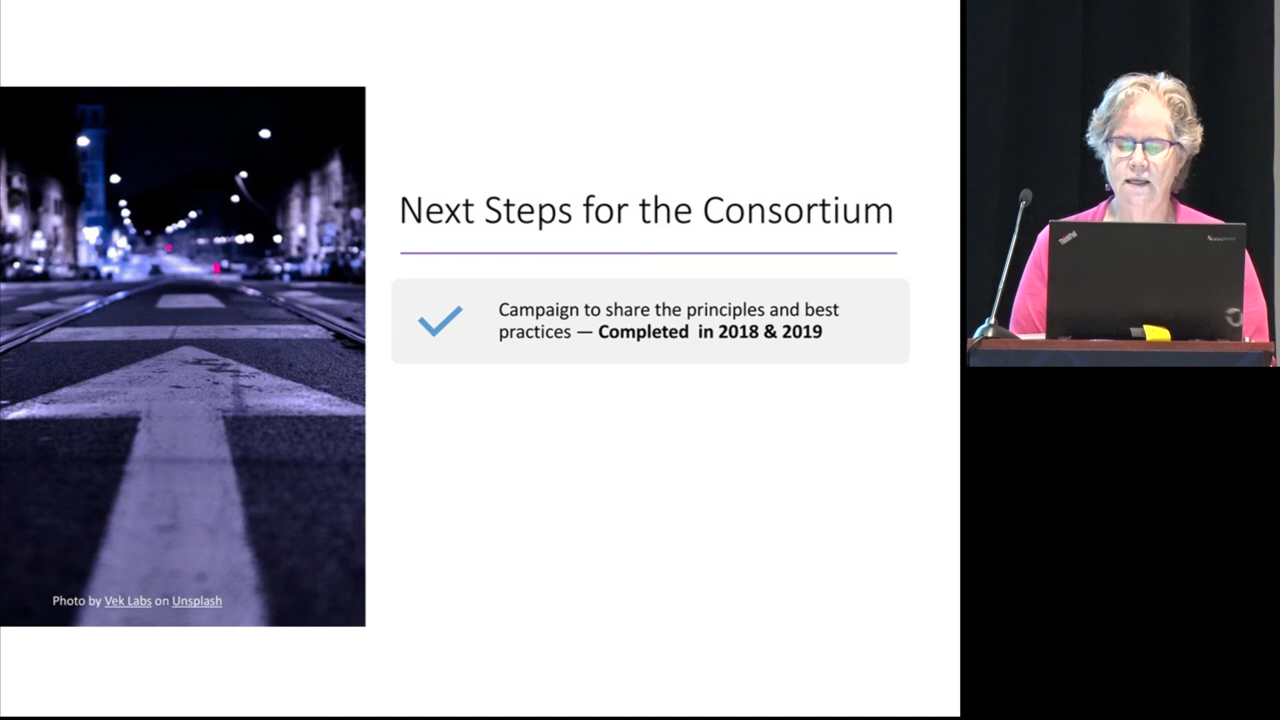 Next Steps for the Consortium
Campaign to share the principles and best
practices — Completed in 2018 & 2019
Photo by Vek Labs on Unsplash
ThinkPad